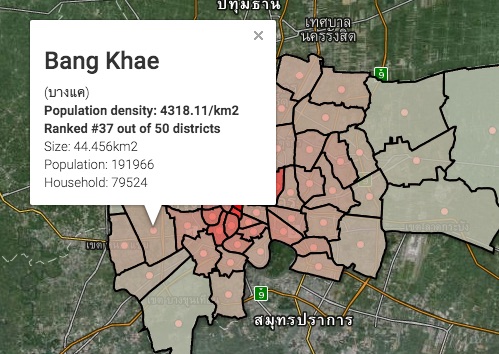 ปทุมธานี
เทศบาล
นครรังสิต
9
×
Bang Khae
(บางแค)
Population density: 4318.11/km2
Ranked #37 out of 50 districts
Size: 44.456km2
Population: 191966
Household: 79524
9
สมุทรปราการ